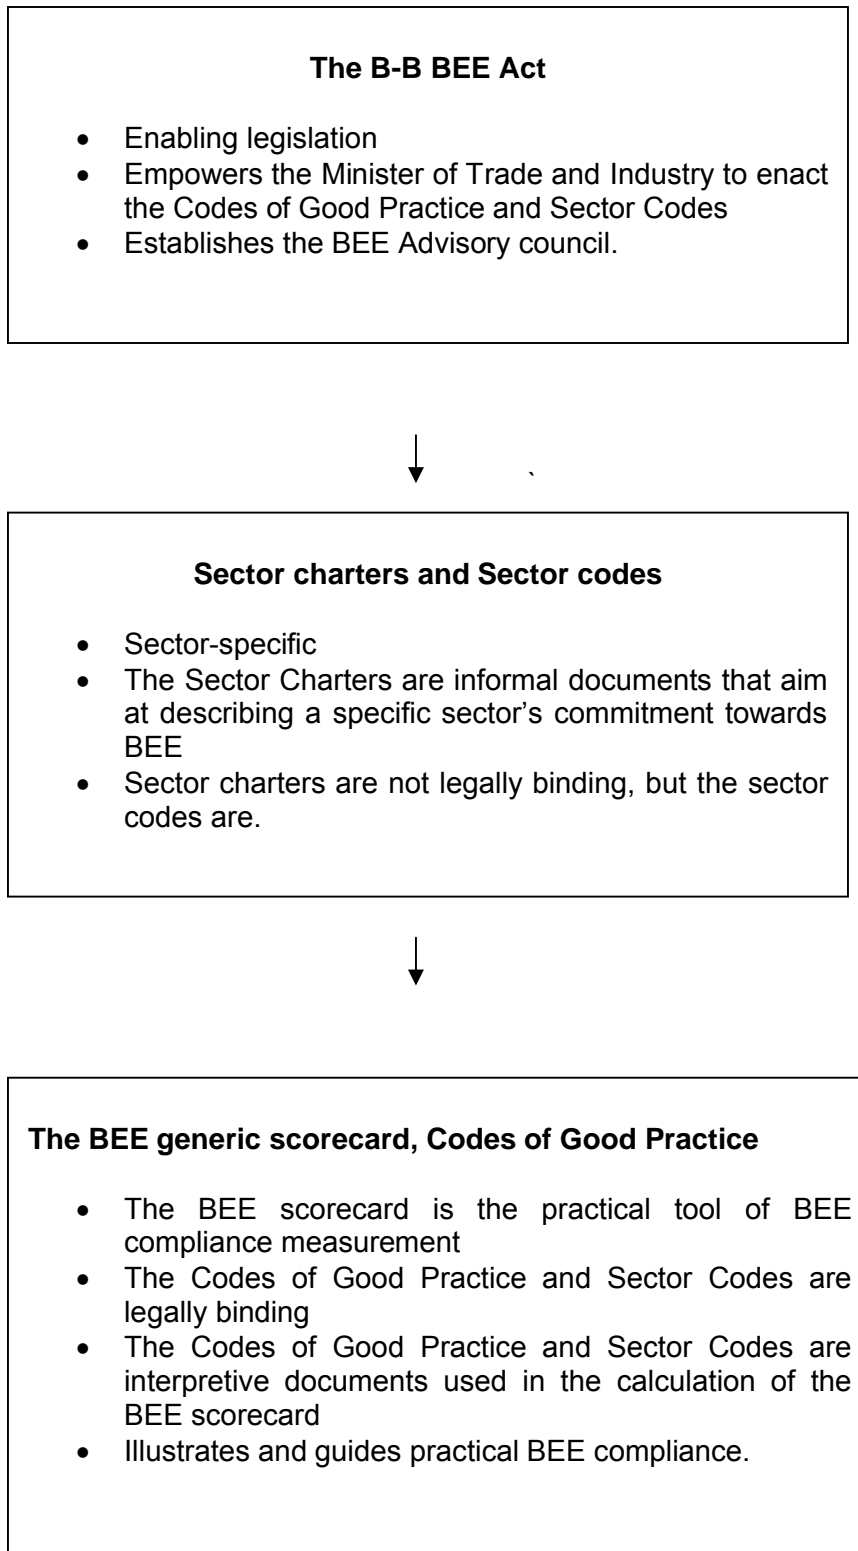 The B-B BEE Act
• Enabling legislation
• Empowers the Minister of Trade and Industry to enact
the Codes of Good Practice and Sector Codes
• Establishes the BEE Advisory council.
`
Sector charters and Sector codes
• Sector-specific
• The Sector Charters are informal documents that aim
at describing a specific sector’s commitment towards
BEE
• Sector charters are not legally binding, but the sector
codes are.
The BEE generic scorecard, Codes of Good Practice
• The BEE scorecard is the practical tool of BEE
compliance measurement
• The Codes of Good Practice and Sector Codes are
legally binding
• The Codes of Good Practice and Sector Codes are
interpretive documents used in the calculation of the
BEE scorecard
• Illustrates and guides practical BEE compliance.